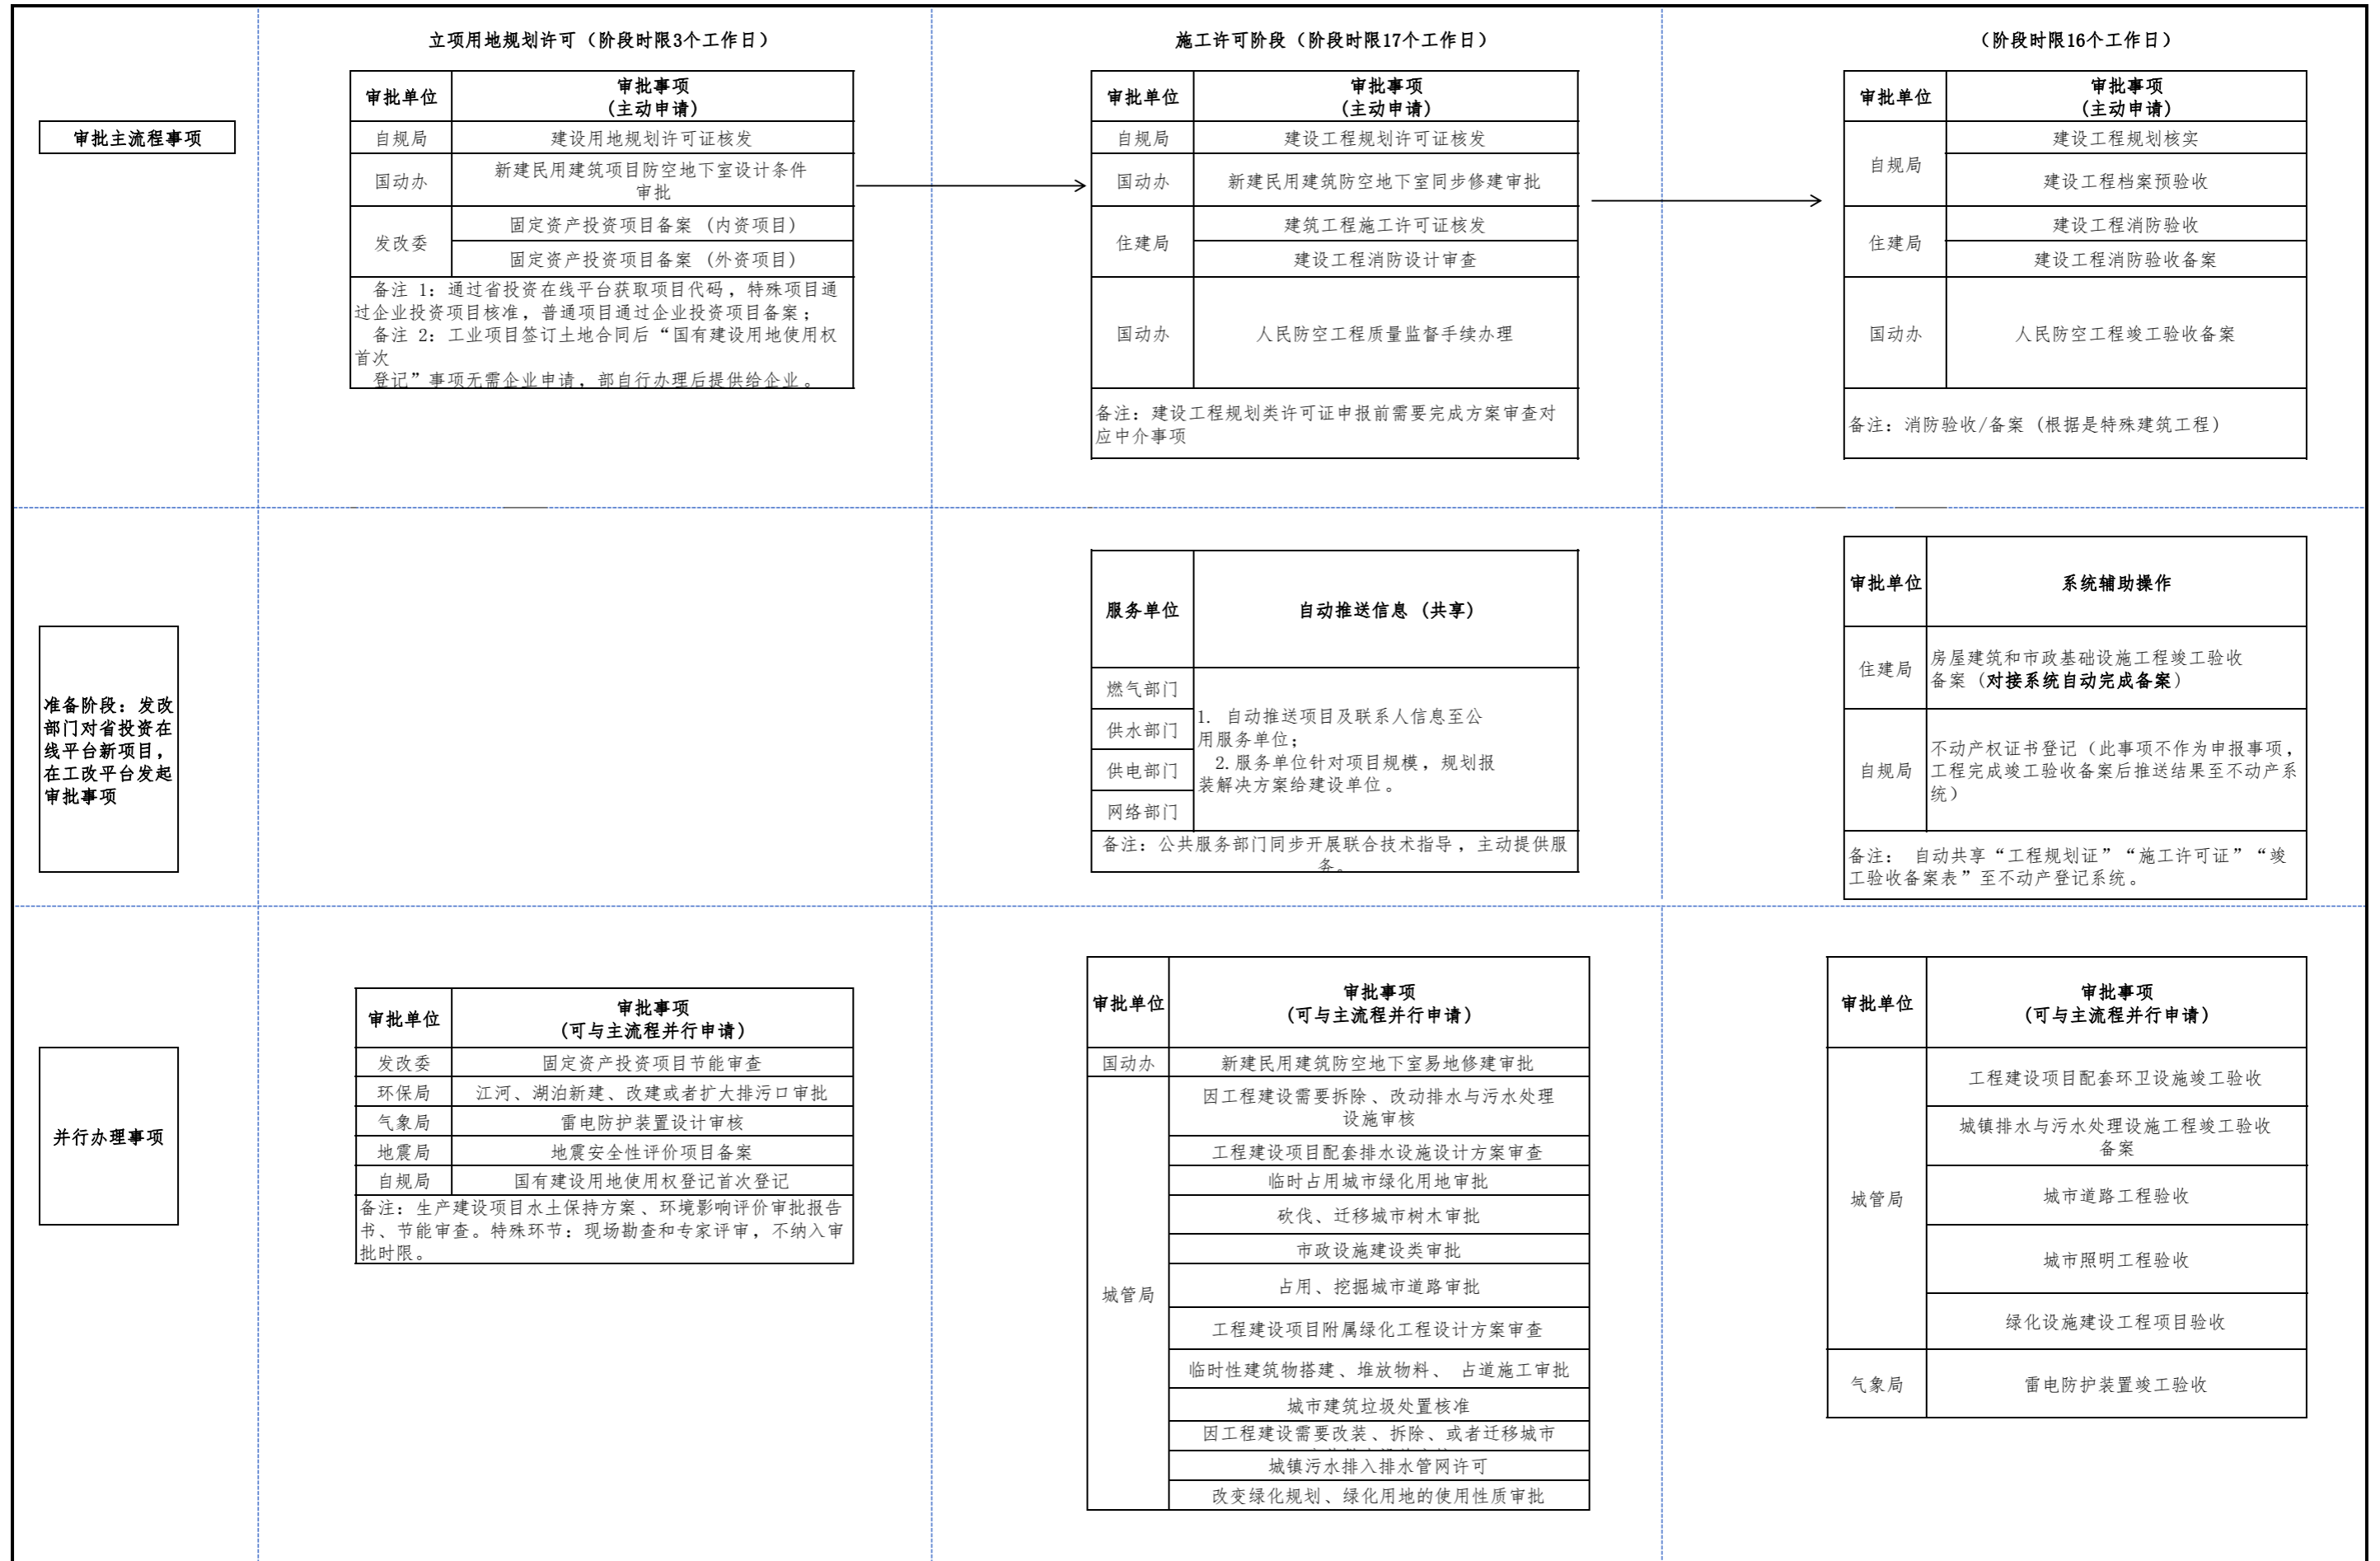 立项用地规划许可（阶段时限3个工作日）
施工许可阶段（阶段时限17个工作日）
（阶段时限16个工作日）
审批主流程事项
审批单位
审批事项
(主动申请)
自规局
建设用地规划许可证核发
国动办
新建民用建筑项目防空地下室设计条件
审批
发改委
固定资产投资项目备案 (内资项目)
固定资产投资项目备案 (外资项目)
备注 1: 通过省投资在线平台获取项目代码, 特殊项目通
过企业投资项目核准, 普通项目通过企业投资项目备案;
备注 2: 工业项目签订土地合同后“国有建设用地使用权
首次
登记”事项无需企业申请, 部自行办理后提供给企业。
审批单位
审批事项
(主动申请)
自规局
建设工程规划许可证核发
国动办
新建民用建筑防空地下室同步修建审批
住建局
建筑工程施工许可证核发
建设工程消防设计审查
国动办
人民防空工程质量监督手续办理
备注: 建设工程规划类许可证申报前需要完成方案审查对
应中介事项
审批单位
审批事项
(主动申请)
自规局
建设工程规划核实
建设工程档案预验收
住建局
建设工程消防验收
建设工程消防验收备案
国动办
人民防空工程竣工验收备案
备注: 消防验收/备案 (根据是特殊建筑工程)
准备阶段: 发改
部门对省投资在
线平台新项目,
在工改平台发起
审批事项
服务单位
自动推送信息 (共享)
燃气部门
供水部门
供电部门
网络部门
1. 自动推送项目及联系人信息至公
用服务单位;
2.服务单位针对项目规模, 规划报
装解决方案给建设单位。
备注: 公共服务部门同步开展联合技术指导, 主动提供服
务。
审批单位
系统辅助操作
住建局
房屋建筑和市政基础设施工程竣工验收
备案 (对接系统自动完成备案)
自规局
不动产权证书登记（此事项不作为申报事项,
工程完成竣工验收备案后推送结果至不动产系
统）
备注: 自动共享“工程规划证”“施工许可证”“竣
工验收备案表”至不动产登记系统。
并行办理事项
审批单位
审批事项
(可与主流程并行申请)
发改委
固定资产投资项目节能审查
环保局
江河、湖泊新建、改建或者扩大排污口审批
气象局
雷电防护装置设计审核
地震局
地震安全性评价项目备案
自规局
国有建设用地使用权登记首次登记
备注: 生产建设项目水土保持方案、环境影响评价审批报告
书、节能审查。特殊环节: 现场勘查和专家评审, 不纳入审
批时限。
审批单位
审批事项
(可与主流程并行申请)
国动办
新建民用建筑防空地下室易地修建审批
城管局
因工程建设需要拆除、改动排水与污水处理
设施审核
工程建设项目配套排水设施设计方案审查
临时占用城市绿化用地审批
砍伐、迁移城市树木审批
市政设施建设类审批
占用、挖掘城市道路审批
工程建设项目附属绿化工程设计方案审查
临时性建筑物搭建、堆放物料、 占道施工审批
城市建筑垃圾处置核准
因工程建设需要改装、拆除、或者迁移城市
城镇污水排入排水管网许可
改变绿化规划、绿化用地的使用性质审批
审批单位
审批事项
(可与主流程并行申请)
城管局
工程建设项目配套环卫设施竣工验收
城镇排水与污水处理设施工程竣工验收
备案
城市道路工程验收
城市照明工程验收
绿化设施建设工程项目验收
气象局
雷电防护装置竣工验收